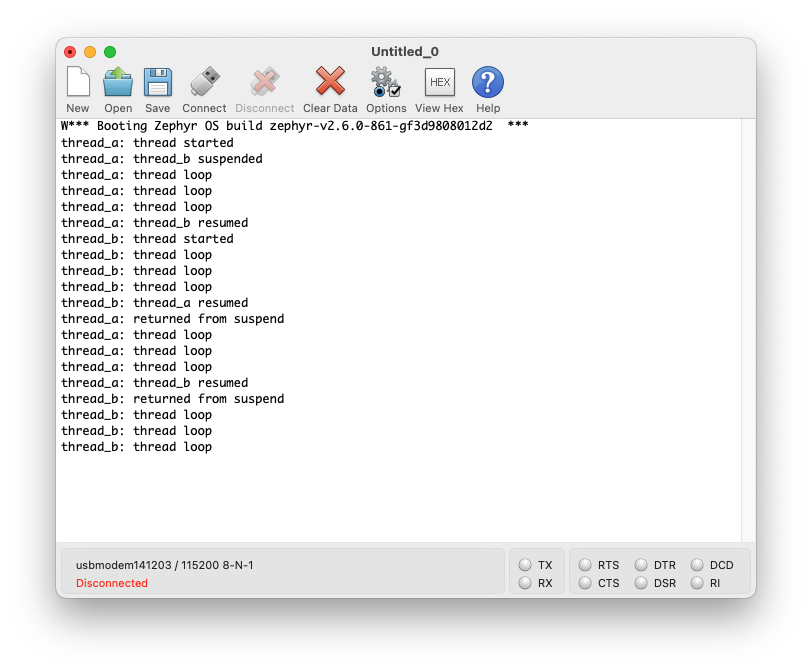 Untitled_0
New Open Save Connect Disconnect Clear Data Options HEX View Hex ? Help
W*** Booting Zephyr OS build zephyr-v2.6.0-861-gf3d9808012d2  ***
thread_a: thread started
thread_a: thread_b suspended
thread_a: thread loop
thread_a: thread loop
thread_a: thread loop
thread_a: thread_b resumed
thread_b: thread started
thread_b: thread loop
thread_b: thread loop
thread_b: thread loop
thread_b: thread_a resumed
thread_a: returned from suspend
thread_a: thread loop
thread_a: thread loop
thread_a: thread loop
thread_a: thread_b resumed
thread_b: returned from suspend
thread_b: thread loop
thread_b: thread loop
thread_b: thread loop
usbmodem141203 / 115200 8-N-1
Disconnected
TX RTS DTR DCD
RX CTS DSR RI